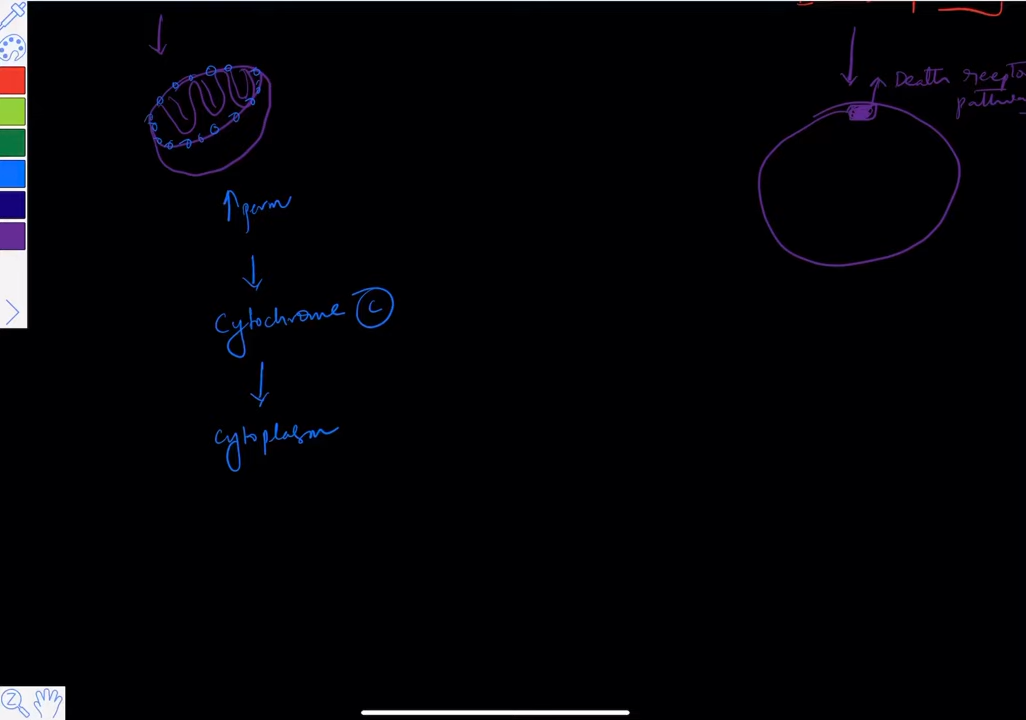 Death recepto
pathwa
↑perm
↓
Cytochrome C
↓
cytoplasm